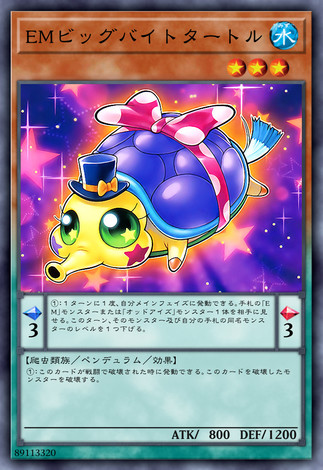 EMビッグバイトタートル
水
①:1ターンに1度、自分メインフェイズに発動できる。手札の「E
M」モンスターまたは「オッドアイズ」モンスター1体を相手に見
せる。このターン、そのモンスター及び自分の手札の同名モンス
ターのレベルを1つ下げる。
3
3
【爬虫類族/ペンデュラム/効果】
①:このカードが戦闘で破壊された時に発動できる。このカードを破壊したモ
ンスターを破壊する。
ATK/ 800 DEF/1200
89113320